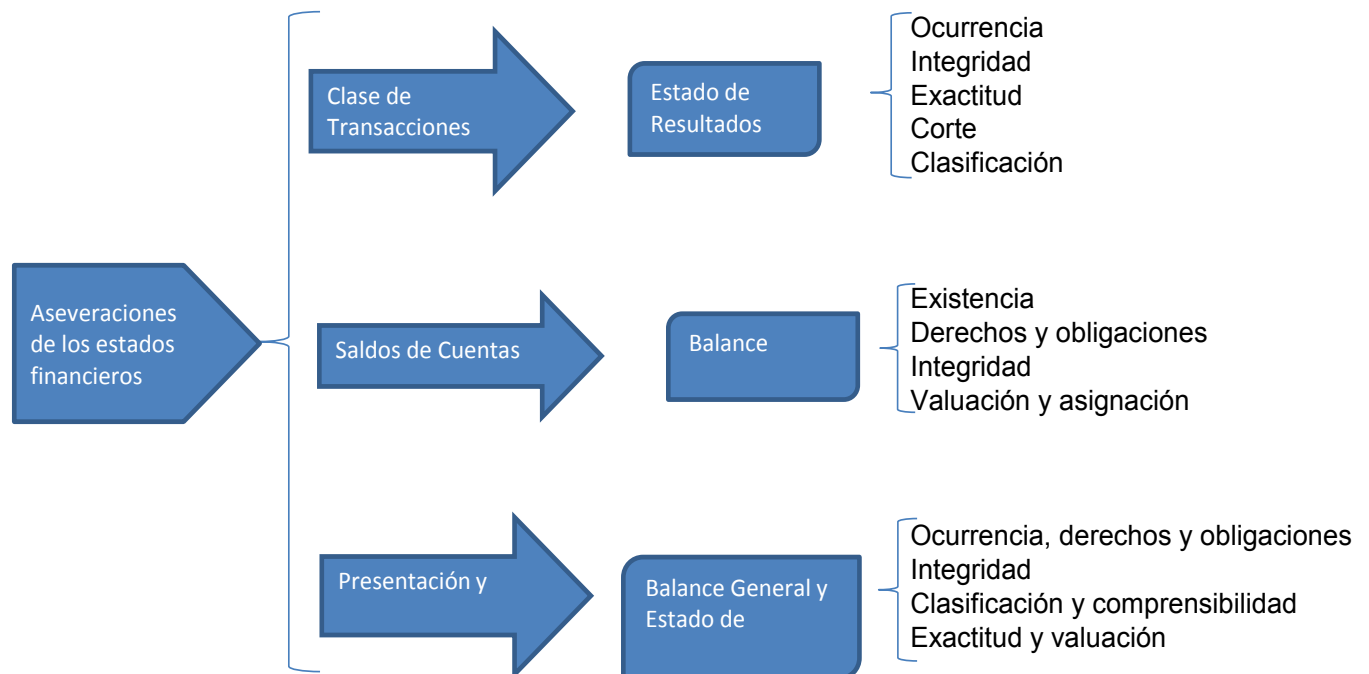 Aseveraciones
de los estados
financieros
Clase de
Transacciones
Estado de
Resultados
Ocurrencia
Integridad
Exactitud
Corte
Clasificación
Saldos de Cuentas
Balance
Existencia
Derechos y obligaciones
Integridad
Valuación y asignación
Presentación y
Balance General y
Estado de
Ocurrencia, derechos y obligaciones
Integridad
Clasificación y comprensibilidad
Exactitud y valuación